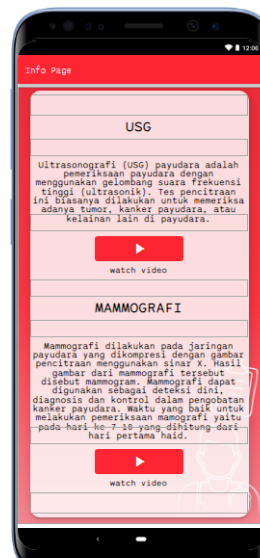 12:00
Info Page
USG
Ultrasonografi (USG) payudara adalah
pemeriksaan payudara dengan
menggunakan gelombang suara frekuensi
tinggi (ultrasonik). Tes pencitraan
ini biasanya dilakukan untuk memeriksa
adanya tumor, kanker payudara, atau
kelainan lain di payudara.
watch video
MAMMOGRAFI
Mammografi dilakukan pada jaringan
payudara yang dikompresi dengan gambar
pencitraan menggunakan sinar X. Hasil
gambar dari mammografi tersebut
disebut mammogram. Mammografi dapat
digunakan sebagai deteksi dini,
diagnosis dan kontrol dalam pengobatan
kanker payudara. Waktu yang baik untuk
melakukan pemeriksaan mamografi yaitu
pada hari ke 7-10 yang dihitung dari
hari pertama haid.
watch video